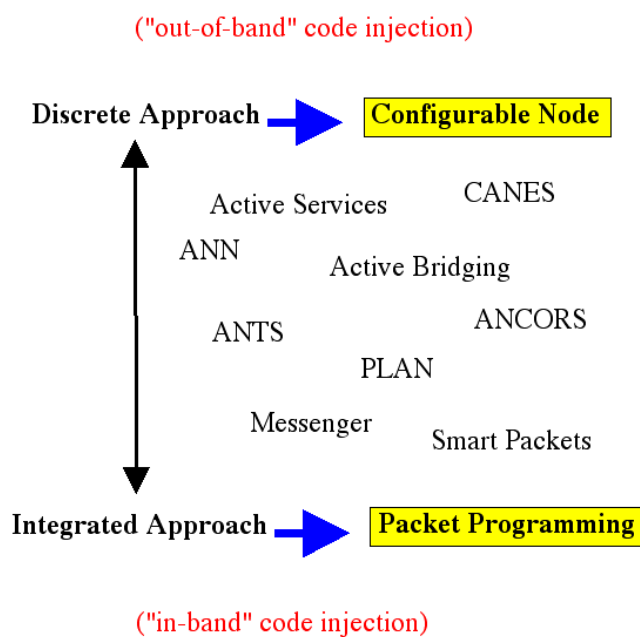 ("out-of-band" code injection)
Discrete Approach
Configurable Node
CANES
Active Services
ANN
Active Bridging
ANCORS
ANTS
PLAN
Messenger
Smart Packets
Integrated Approach
Packet Programming
("in-band" code injection)